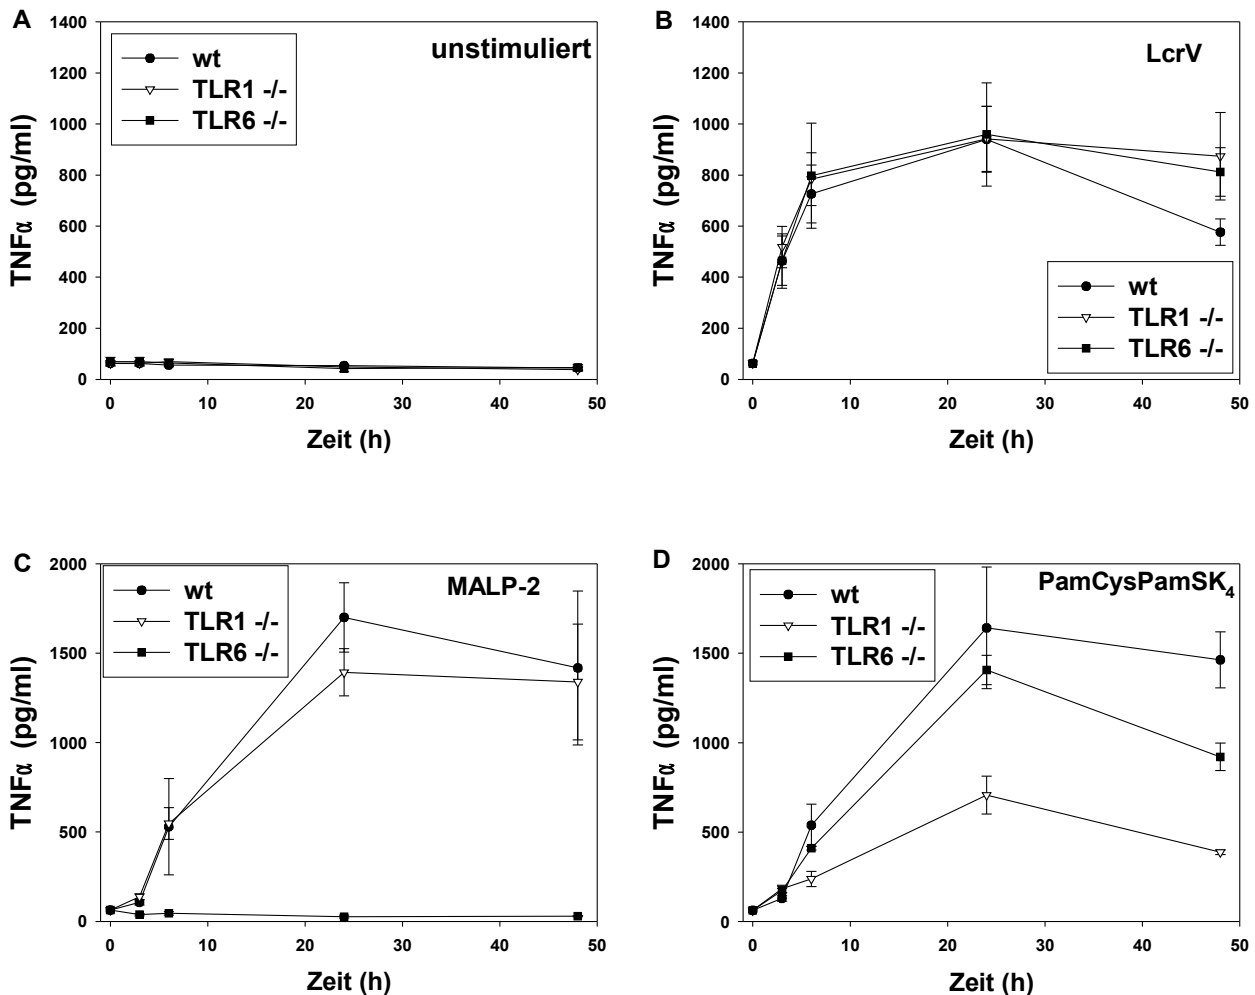 A
unstimuliert
wt
TLR1 -/-
TLR6 -/-
TNFα (pg/ml)
1400
1200
1000
800
600
400
200
0
0 10 20 30 40 50
Zeit (h)
B
LcrV
wt
TLR1 -/-
TLR6 -/-
TNFα (pg/ml)
1400
1200
1000
800
600
400
200
0
0 10 20 30 40 50
Zeit (h)
C
MALP-2
wt
TLR1 -/-
TLR6 -/-
TNFα (pg/ml)
2000
1500
1000
500
0
0 10 20 30 40 50
Zeit (h)
D
PamCysPamSK₄
wt
TLR1 -/-
TLR6 -/-
TNFα (pg/ml)
2000
1500
1000
500
0
0 10 20 30 40 50
Zeit (h)